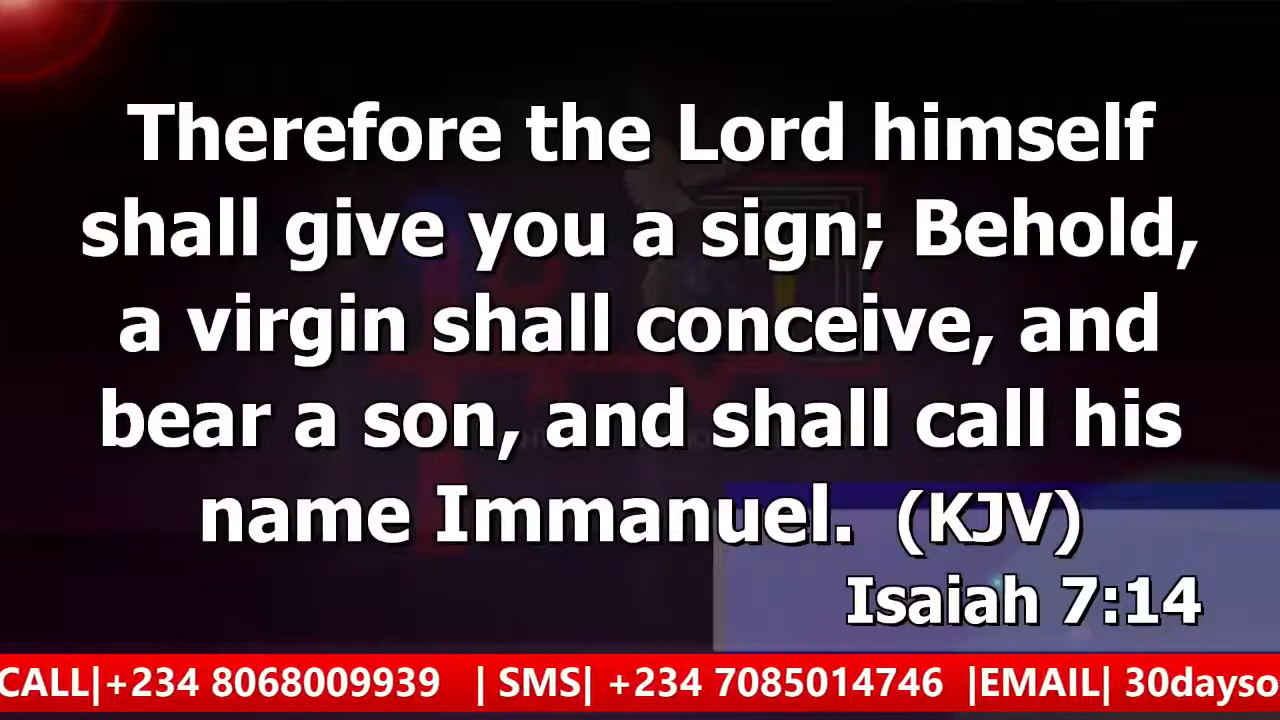 Therefore the Lord himself
shall give you a sign; Behold,
a virgin shall conceive, and
bear a son, and shall call his
name Immanuel. (KJV)
Isaiah 7:14
CALL|+234 8068009939 | SMS| +234 7085014746 |EMAIL| 30dayso